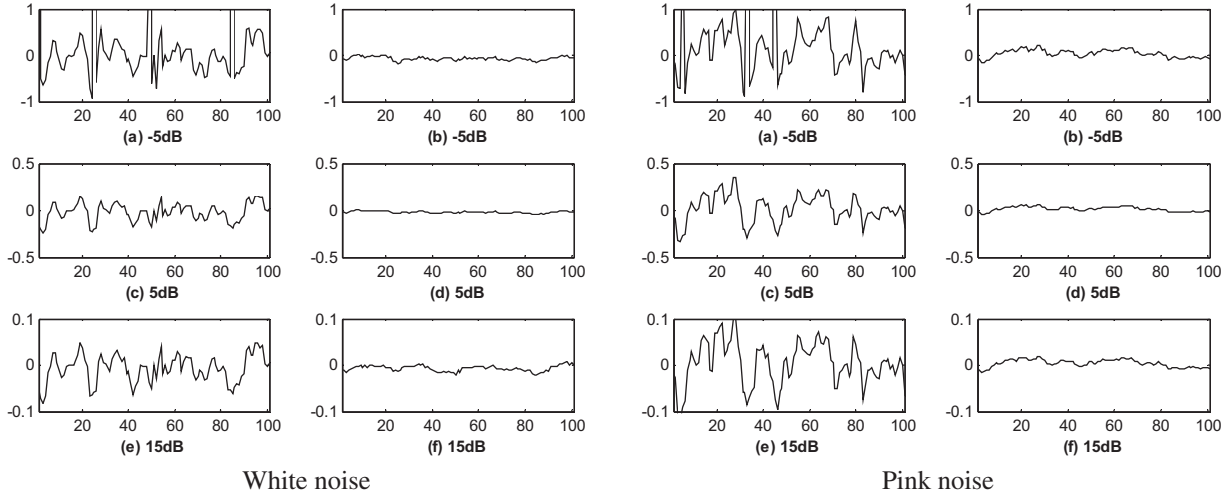 1 1 1 1
0 0 0 0
-1 -1 -1 -1
20 40 60 80 100 20 40 60 80 100 20 40 60 80 100 20 40 60 80 100
(a) -5dB (b) -5dB (a) -5dB (b) -5dB
0.5 0.5 0.5 0.5
0 0 0 0
-0.5 -0.5 -0.5 -0.5
20 40 60 80 100 20 40 60 80 100 20 40 60 80 100 20 40 60 80 100
(c) 5dB (d) 5dB (c) 5dB (d) 5dB
0.1 0.1 0.1 0.1
0 0 0 0
-0.1 -0.1 -0.1 -0.1
20 40 60 80 100 20 40 60 80 100 20 40 60 80 100 20 40 60 80 100
(e) 15dB (f) 15dB (e) 15dB (f) 15dB
White noise Pink noise